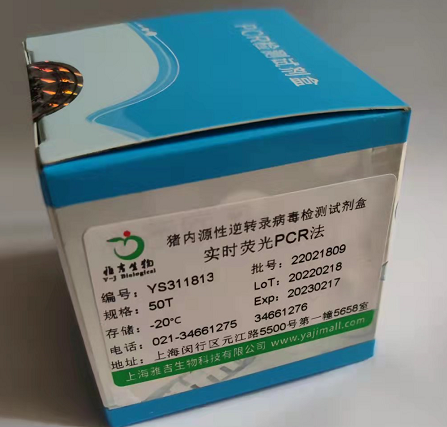 PCR检测试剂盒
雅吉生物
Y-J Biological
猪内源性逆转录病毒检测试剂盒
实时荧光PCR法
编号: YS311813 批号: 22021809
规格: 50T LoT: 20220218
存储: -20℃ Exp: 20230217
电话: 021-34661275 34661276
地址: 上海闵行区元江路5500号第一幢5658室
上海雅吉生物科技有限公司 www.yajimall.com